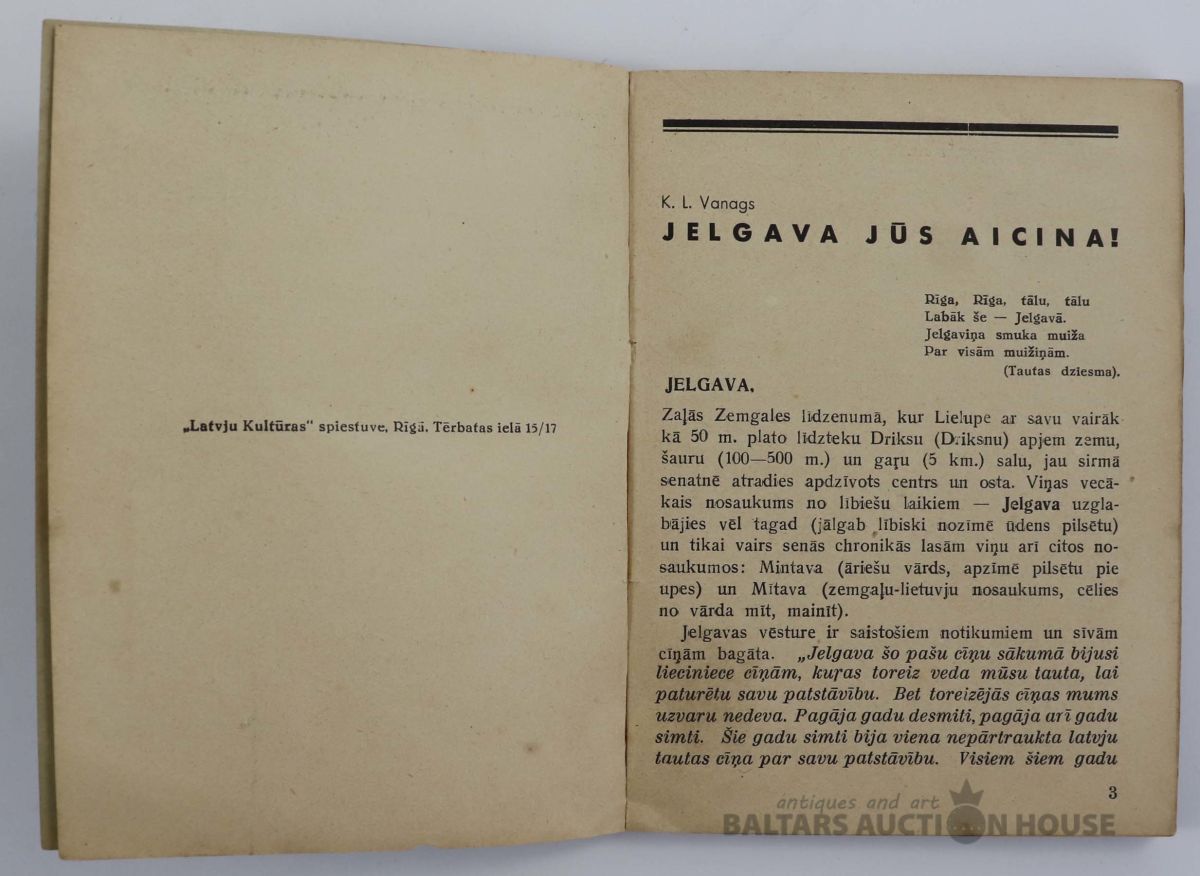 „Latvju Kultūras" spiestuve, Rīgā, Tērbatas ielā 15/17
K. L. Vanags
JELGAVA JŪS AICINA!
Rīga, Rīga, tālu, tālu
Labāk še — Jelgavā.
Jelgaviņa smuka muiža
Par visām muižiņām.
(Tautas dziesma).
JELGAVA.
Zaļās Zemgales līdzenumā, kur Lielupe ar savu vairāk
kā 50 m. plato līdzteku Driksu (Driksnu) apjem zemu,
šauru (100—500 m.) un gaŗu (5 km.) salu, jau sirmā
senatnē atradies apdzīvots centrs un osta. Viņas vecā-
kais nosaukums no lībiešu laikiem — Jelgava uzgla-
bājies vēl tagad (jālgab lībiski nozīmē ūdens pilsētu)
un tikai vairs senās chronikās lasām viņu arī citos no-
saukumos: Mintava (āriešu vārds, apzīmē pilsētu pie
upes) un Mītava (zemgaļu-lietuvju nosaukums, cēlies
no vārda mīt, mainīt).
Jelgavas vēsture ir saistošiem notikumiem un sīvām
cīņām bagāta. „Jelgava šo pašu cīņu sākumā bijusi
lieciniece cīņām, kuŗas toreiz veda mūsu tauta, lai
paturētu savu patstāvību. Bet toreizējās cīņas mums
uzvaru nedeva. Pagāja gadu desmiti, pagāja arī gadu
simti. Šie gadu simti bija viena nepārtraukta latvju
tautas cīņa par savu patstāvību. Visiem šiem gadu
3
antiques and art
BALTARS AUCTION HOUSE